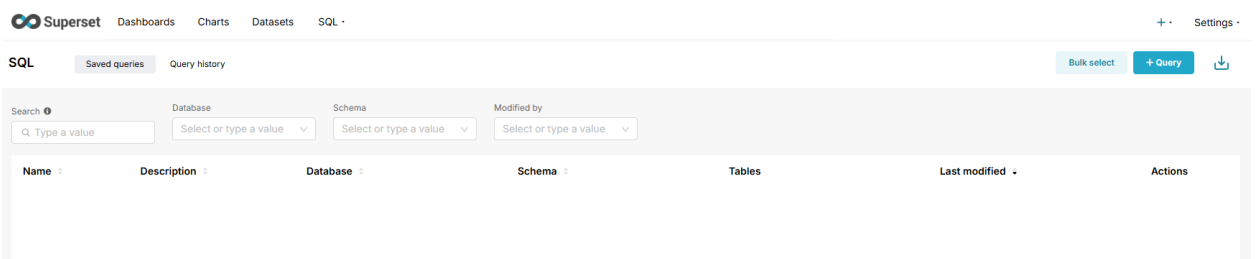 Superset Dashboards Charts Datasets SQL Settings
SQL Saved queries Query history Bulk select + Query
Search Database Schema Modified by
Type a value Select or type a value Select or type a value Select or type a value
Name Description Database Schema Tables Last modified Actions